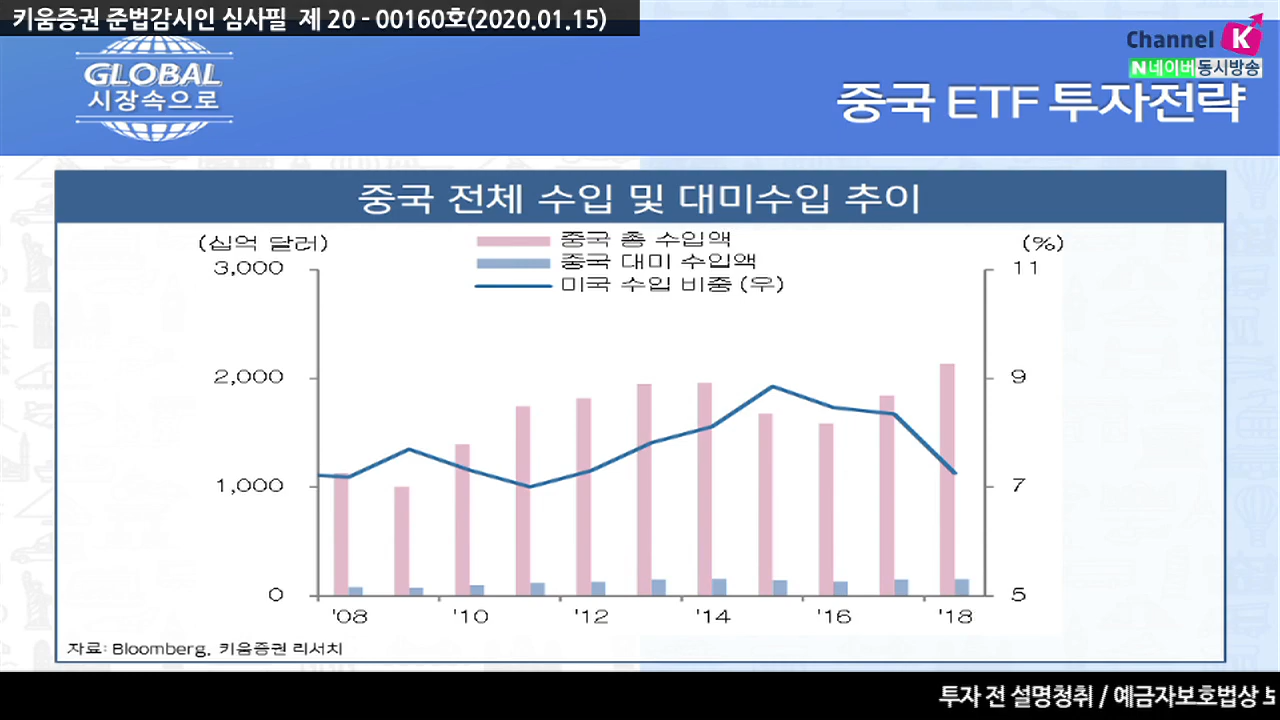 키움증권 준법감시인 심사필 제 20 - 00160호(2020.01.15)
Channel K
N 네이버 동시방송
GLOBAL
시장속으로
중국 ETF 투자전략
중국 전체 수입 및 대미수입 추이
(십억 달러)
(%)
중국 총 수입액
중국 대미 수입액
미국 수입 비중 (우)
3,000
11
2,000
9
1,000
7
0
5
'08 '10 '12 '14 '16 '18
자료: Bloomberg, 키움증권 리서치
투자 전 설명청취 / 예금자보호법상